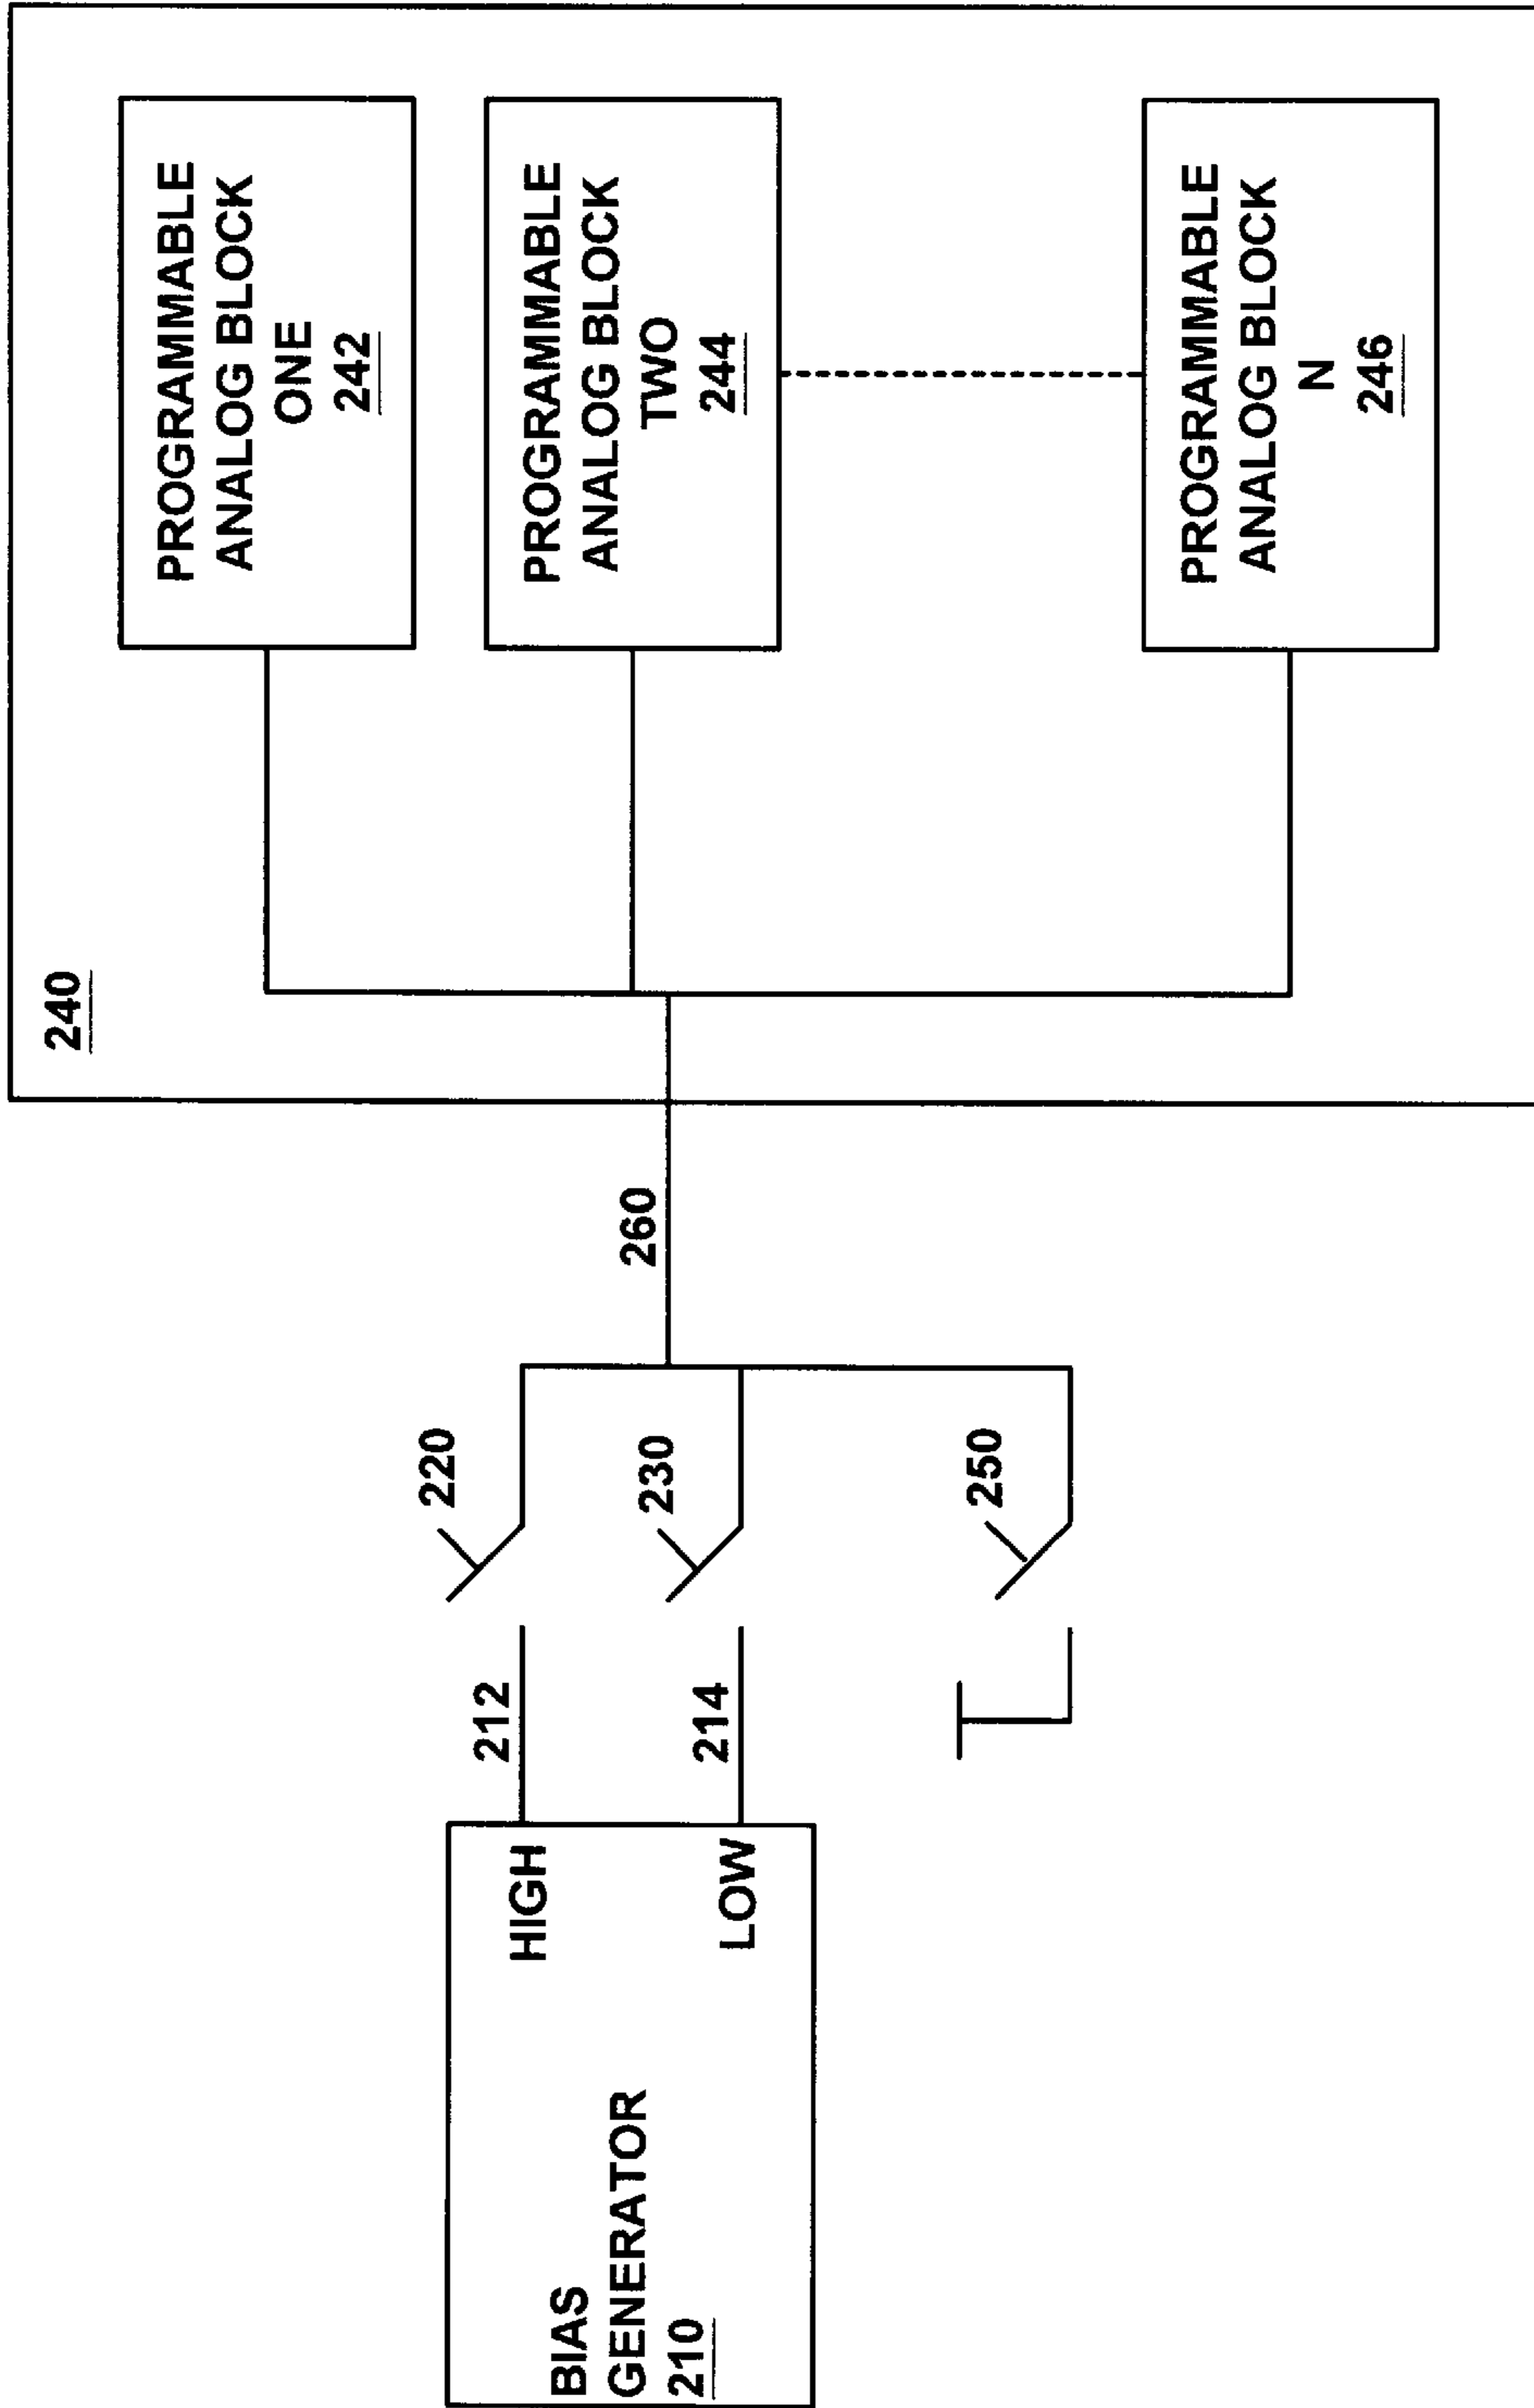 BIAS
GENERATOR
210
HIGH
LOW
212
214
220
230
250
260
240
PROGRAMMABLE
ANALOG BLOCK
ONE
242
PROGRAMMABLE
ANALOG BLOCK
TWO
244
PROGRAMMABLE
ANALOG BLOCK
N
246